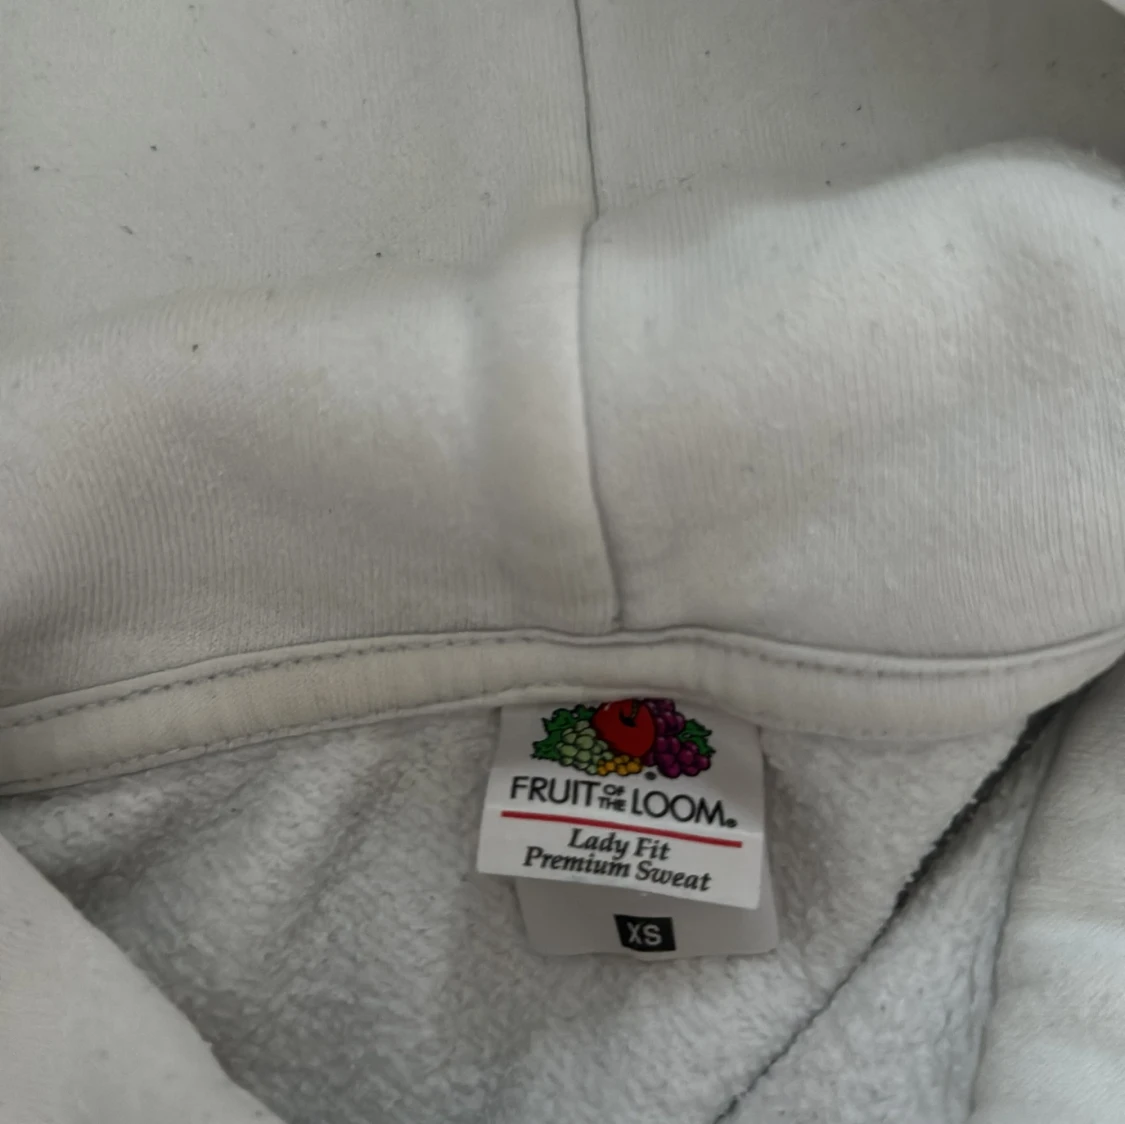 FRUIT OF THE LOOM®
Lady Fit
Premium Sweat
XS